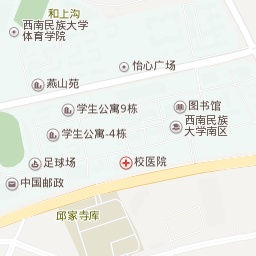 和上沟
西南民族大学
体育学院
怡心广场
燕山苑
学生公寓9栋
图书馆
西南民族
大学南区
学生公寓-4栋
足球场
校医院
中国邮政
邱家寺库